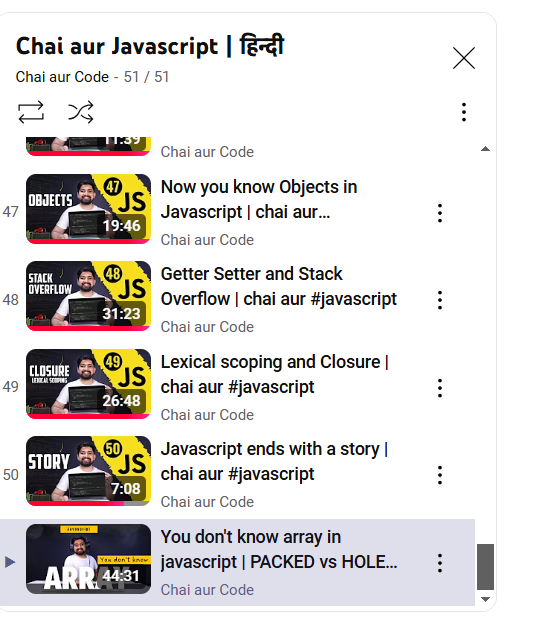 Chai aur Javascript | हिन्दी
Chai aur Code - 51 / 51
11:39
Chai aur Code
47
OBJECTS
47
JS
19:46
Now you know Objects in
Javascript | chai aur...
Chai aur Code
48
STACK
OVERFLOW
48
JS
31:23
Getter Setter and Stack
Overflow | chai aur #javascript
Chai aur Code
49
CLOSURE
LEXICAL SCOPING
49
JS
26:48
Lexical scoping and Closure |
chai aur #javascript
Chai aur Code
50
STORY
50
JS
7:08
Javascript ends with a story |
chai aur #javascript
Chai aur Code
You don't know
ARRAY
44:31
You don't know array in
javascript | PACKED vs HOLE...
Chai aur Code